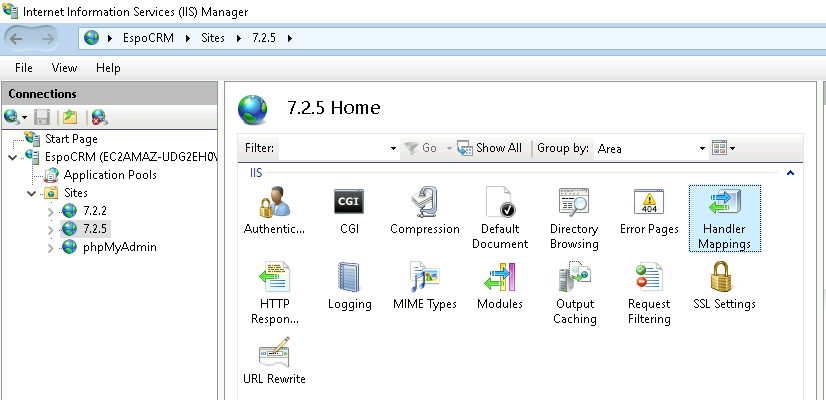 Internet Information Services (IIS) Manager
EspoCRM Sites 7.2.5
File View Help
Connections
Start Page
EspoCRM (EC2AMAZ-UDG2EH0\
Application Pools
Sites
7.2.2
7.2.5
phpMyAdmin
7.2.5 Home
Filter: Go Show All Group by: Area
IIS
Authentic... CGI Compression Default Document Directory Browsing Error Pages Handler Mappings
HTTP Respon... Logging MIME Types Modules Output Caching Request Filtering SSL Settings
URL Rewrite
CGI
404